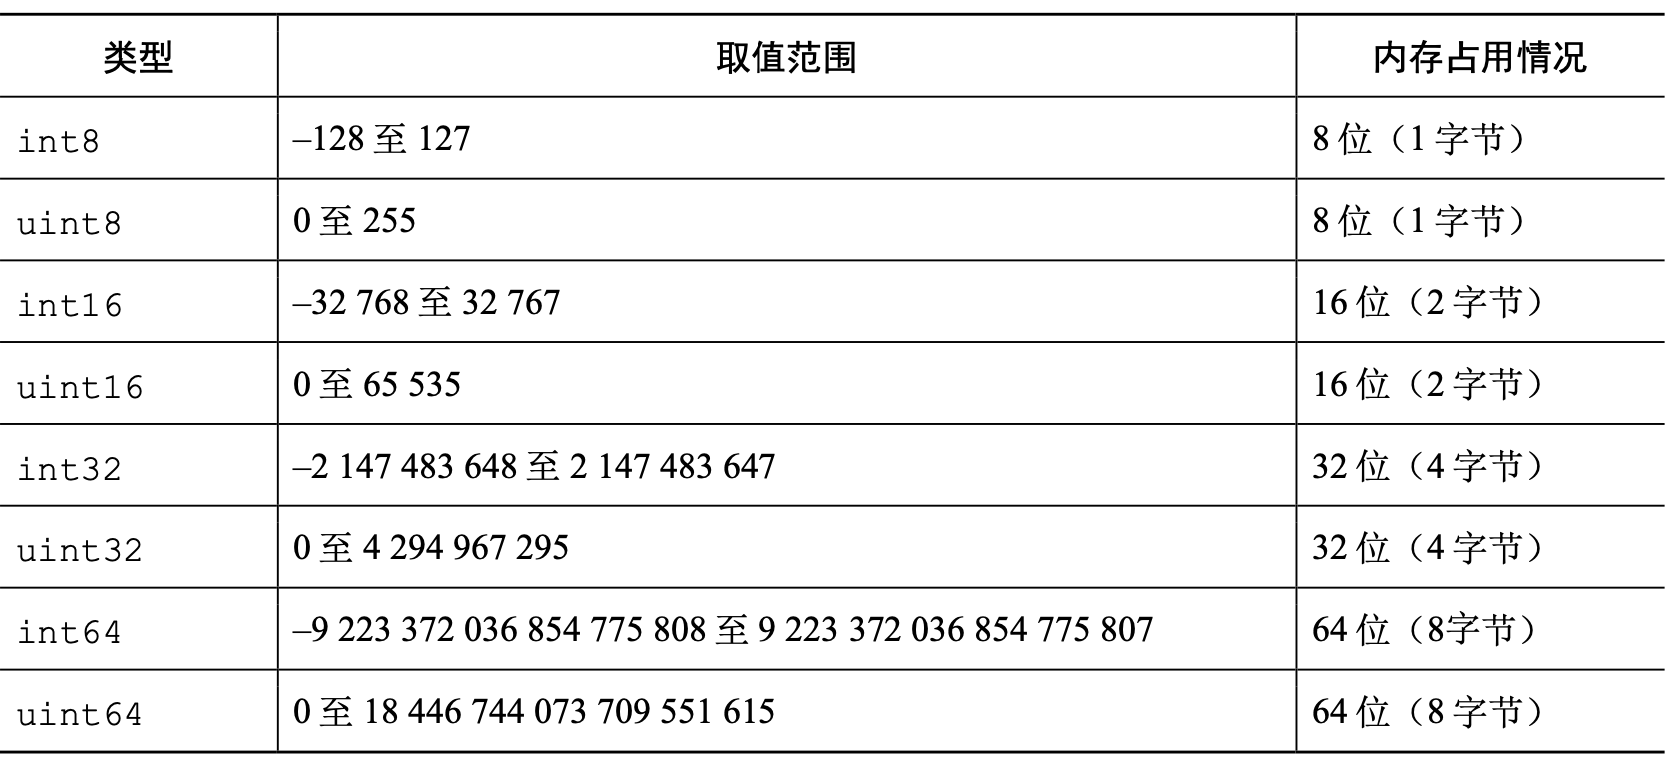 类型 取值范围 内存占用情况
int8 –128 至 127 8 位（1 字节）
uint8 0 至 255 8 位（1 字节）
int16 –32 768 至 32 767 16 位（2 字节）
uint16 0 至 65 535 16 位（2 字节）
int32 –2 147 483 648 至 2 147 483 647 32 位（4 字节）
uint32 0 至 4 294 967 295 32 位（4 字节）
int64 –9 223 372 036 854 775 808 至 9 223 372 036 854 775 807 64 位（8字节）
uint64 0 至 18 446 744 073 709 551 615 64 位（8 字节）